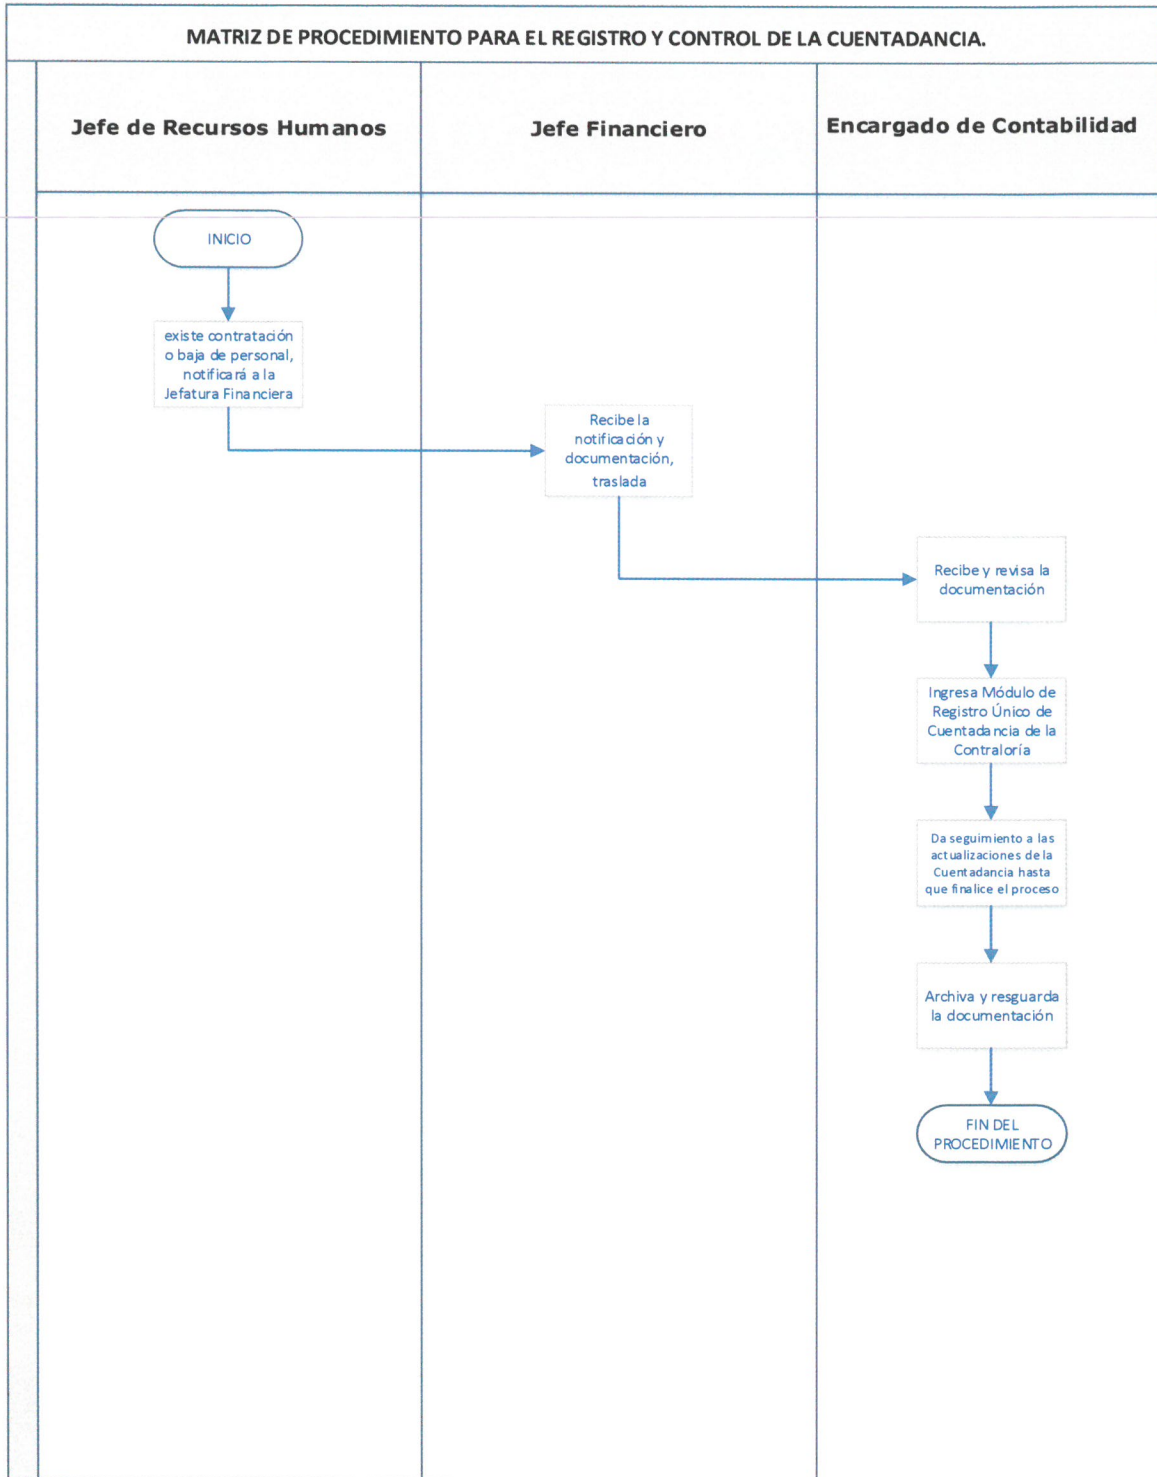 MATRIZ DE PROCEDIMIENTO PARA EL REGISTRO Y CONTROL DE LA CUENTADANCIA.
Jefe de Recursos Humanos
Jefe Financiero
Encargado de Contabilidad
INICIO
existe contratación
o baja de personal,
notificará a la
Jefatura Financiera
Recibe la
notificación y
documentación,
traslada
Recibe y revisa la
documentación
Ingresa Módulo de
Registro Único de
Cuentadancia de la
Contraloría
Da seguimiento a las
actualizaciones de la
Cuentadancia hasta
que finalice el proceso
Archiva y resguarda
la documentación
FIN DEL
PROCEDIMIENTO